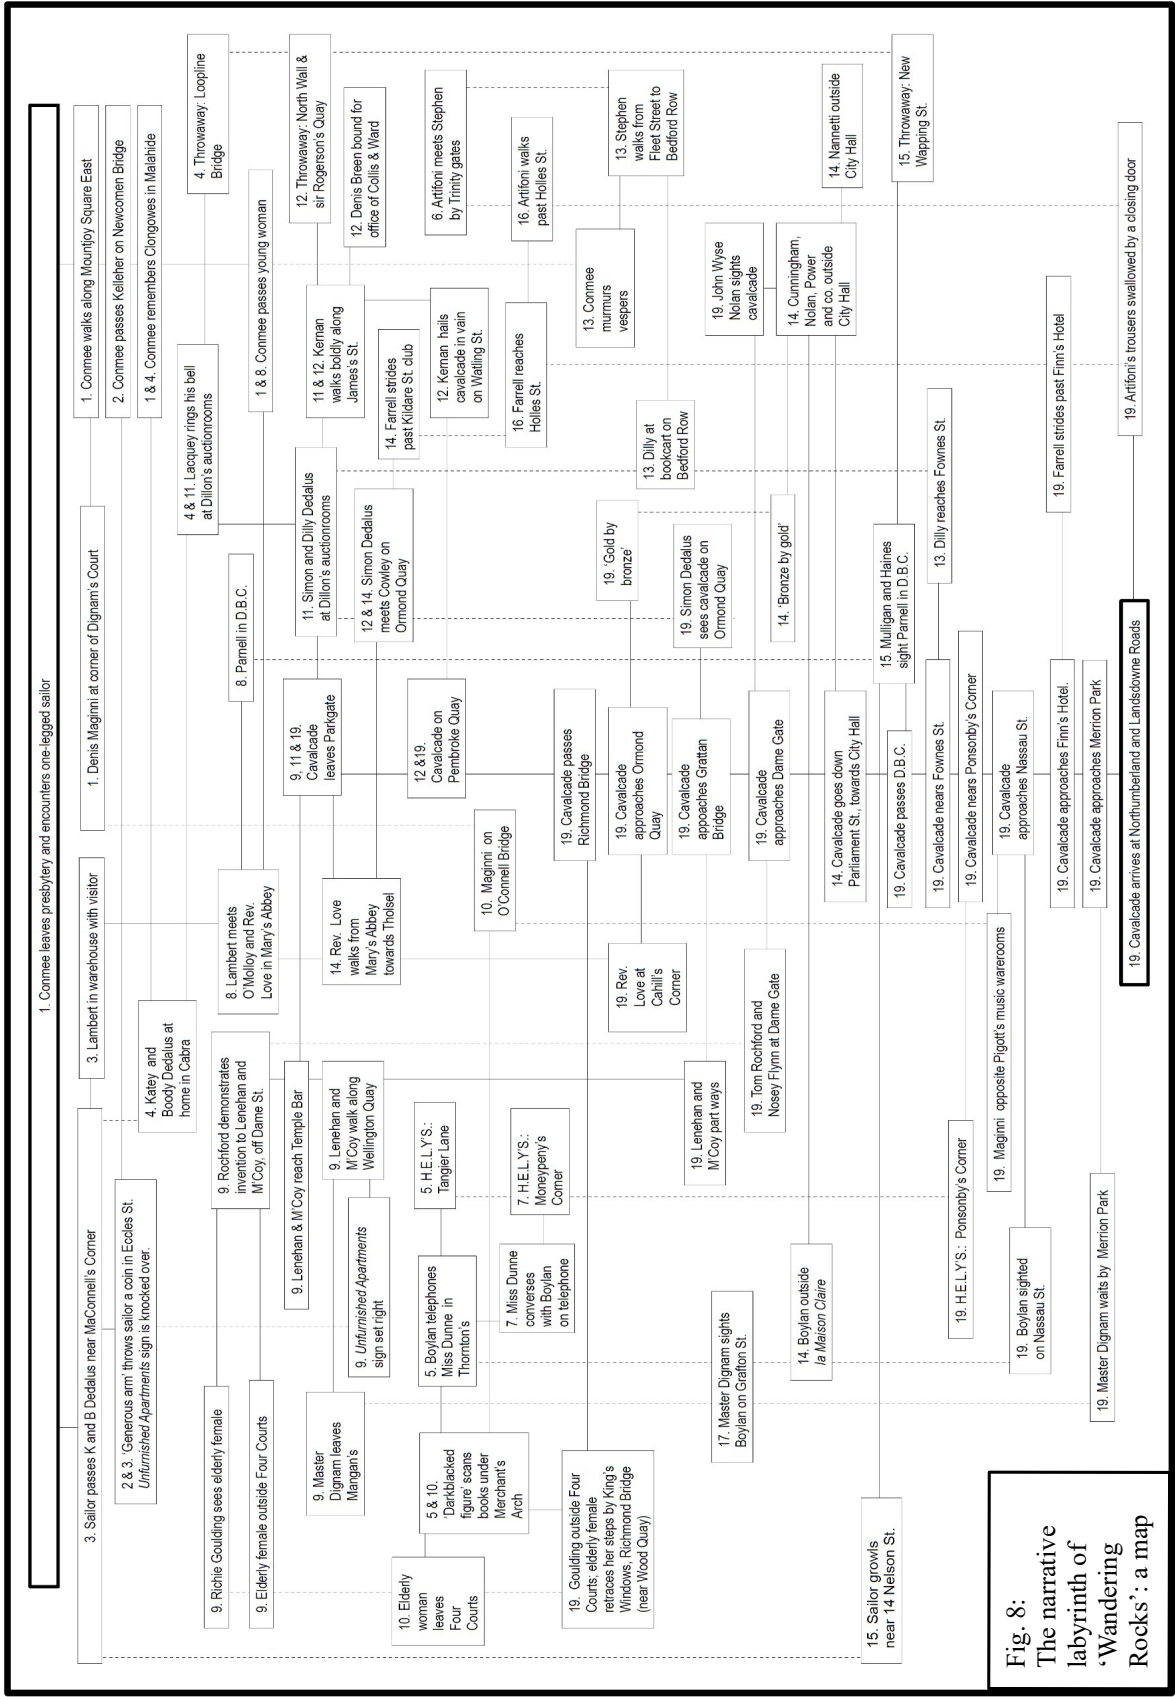 1. Conmee leaves presbytery and encounters one-legged sailor
3. Sailor passes K and B Dedalus near MaConnell's Corner
3. Lambert in warehouse with visitor
1. Denis Maginni at corner of Dignam's Court
1. Conmee walks along Mountjoy Square East
2. Conmee passes Kelleher on Newcomen Bridge
1 & 4. Conmee remembers Clongowes in Malahide
2 & 3. 'Generous arm' throws sailor a coin in Eccles St.
Unfurnished Apartments sign is knocked over.
4. Katey and
Boody Dedalus at
home in Cabra
4 & 11. Lacquey rings his bell
at Dillon's auctionrooms
4. Throwaway: Loopline
Bridge
9. Richie Goulding sees elderly female
9. Elderly female outside Four Courts
9. Rochford demonstrates
invention to Lenehan and
M'Coy, off Dame St.
8. Lambert meets
O'Molloy and Rev.
Love in Mary's Abbey
8. Parnell in D.B.C.
1 & 8. Conmee passes young woman
9. Lenehan & M'Coy reach Temple Bar
9, 11 & 19.
Cavalcade
leaves Parkgate
11. Simon and Dilly Dedalus
at Dillon's auctionrooms
11 & 12. Kernan
walks boldly along
James's St.
12. Throwaway: North Wall &
sir Rogerson's Quay
12. Denis Breen bound for
office of Collis & Ward
9. Master
Dignam leaves
Mangan's
9. Unfurnished Apartments
sign set right
9. Lenehan and
M'Coy walk along
Wellington Quay
14. Rev. Love
walks from
Mary's Abbey
towards Tholsel
12 & 14. Simon Dedalus
meets Cowley on
Ormond Quay
14. Farrell strides
past Kildare St. club
10. Elderly
woman
leaves
Four
Courts
5 & 10.
'Darkblacked
figure' scans
books under
Merchant's
Arch
5. Boylan telephones
Miss Dunne in
Thornton's
5. H.E.L.Y'S.:
Tangier Lane
12 &19.
Cavalcade on
Pembroke Quay
12. Kernan hails
cavalcade in vain
on Watling St.
6. Artifoni meets Stephen
by Trinity gates
7. Miss Dunne
converses
with Boylan
on telephone
7. H.E.L.Y'S.:
Moneypeny's
Corner
10. Maginni on
O'Connell Bridge
16. Farrell reaches
Holles St.
16. Artifoni walks
past Holles St.
19. Goulding outside Four
Courts; elderly female
retraces her steps by King's
Windows, Richmond Bridge
(near Wood Quay)
19. Cavalcade passes
Richmond Bridge
13. Conmee
murmurs
vespers
13. Stephen
walks from
Fleet Street to
Bedford Row
19. Rev.
Love at
Cahill's
Corner
19. Cavalcade
approaches Ormond
Quay
19. 'Gold by
bronze'
13. Dilly at
bookcart on
Bedford Row
19. Lenehan and
M'Coy part ways
19. Cavalcade
appoaches Grattan
Bridge
19. Simon Dedalus
sees cavalcade on
Ormond Quay
19. John Wyse
Nolan sights
cavalcade
17. Master Dignam sights
Boylan on Grafton St.
19. Tom Rochford and
Nosey Flynn at Dame Gate
19. Cavalcade
approaches Dame Gate
14. 'Bronze by gold'
14. Cunningham,
Nolan, Power
and co. outside
City Hall
14. Nannetti outside
City Hall
14. Boylan outside
la Maison Claire
14. Cavalcade goes down
Parliament St., towards City Hall
15. Sailor growls
near 14 Nelson St.
19. Cavalcade passes D.B.C.
15. Mulligan and Haines
sight Parnell in D.B.C.
15. Throwaway: New
Wapping St.
19. Cavalcade nears Fownes St.
13. Dilly reaches Fownes St.
19. H.E.L.Y'S.: Ponsonby's Corner
19. Cavalcade nears Ponsonby's Corner
19. Maginni opposite Pigott's music warerooms
19. Boylan sighted
on Nassau St.
19. Cavalcade
approaches Nassau St.
19. Cavalcade approaches Finn's Hotel.
19. Farrell strides past Finn's Hotel
19. Master Dignam waits by Merrion Park
19. Cavalcade approaches Merrion Park
19. Cavalcade arrives at Northumberland and Landsdowne Roads
19. Artifoni's trousers swallowed by a closing door
Fig. 8:
The narrative
labyrinth of
'Wandering
Rocks': a map